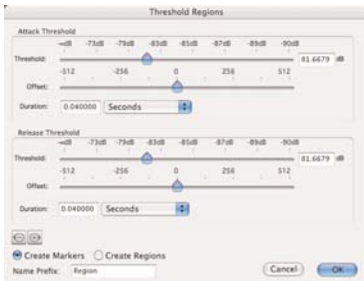 Threshold Regions
Attack Threshold
-∞dB -73dB -79dB -83dB -85dB -87dB -89dB -90dB
Threshold: 81.6679 dB
-512 -256 0 256 512
Offset:
Duration: 0.040000 Seconds
Release Threshold
-∞dB -73dB -79dB -83dB -85dB -87dB -89dB -90dB
Threshold: 81.6679 dB
-512 -256 0 256 512
Offset:
Duration: 0.040000 Seconds
Create Markers Create Regions
Name Prefix: Region
Cancel OK